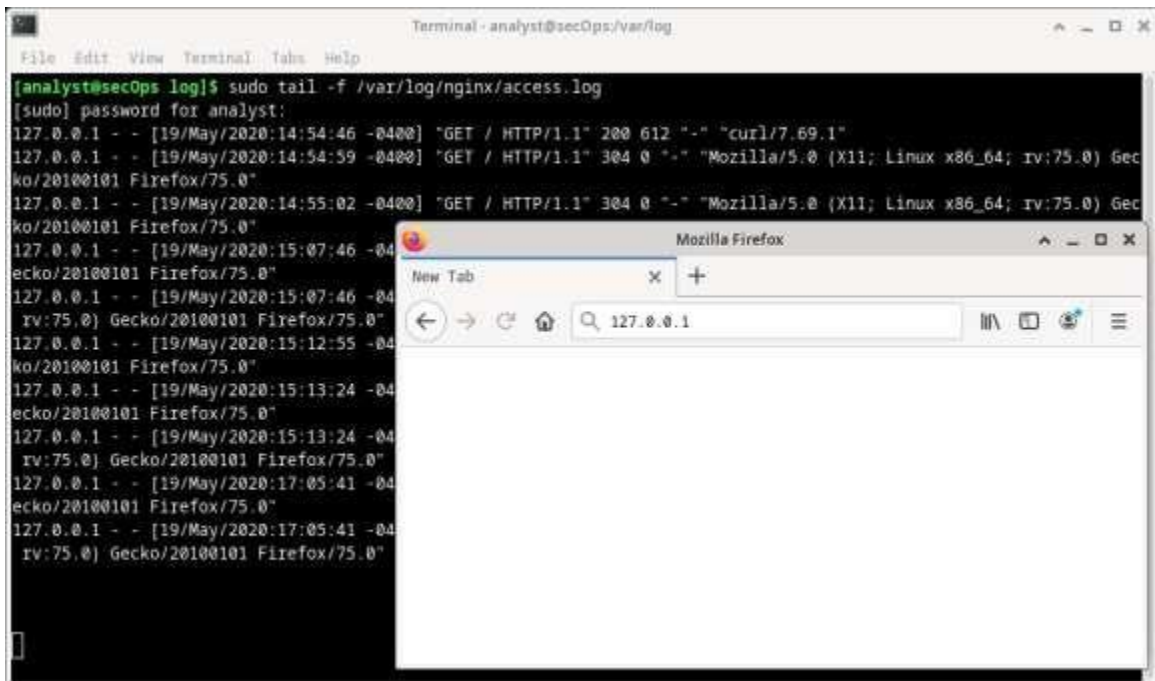 Terminal - analyst@secOps:/var/log
File Edit View Terminal Tabs Help
[analyst@secOps log]$ sudo tail -f /var/log/nginx/access.log
[sudo] password for analyst:
127.0.0.1 - - [19/May/2020:14:54:46 -0400] "GET / HTTP/1.1" 200 612 "-" "curl/7.69.1"
127.0.0.1 - - [19/May/2020:14:54:59 -0400] "GET / HTTP/1.1" 304 0 "-" "Mozilla/5.0 (X11; Linux x86_64; rv:75.0) Gec
ko/20100101 Firefox/75.0"
127.0.0.1 - - [19/May/2020:14:55:02 -0400] "GET / HTTP/1.1" 304 0 "-" "Mozilla/5.0 (X11; Linux x86_64; rv:75.0) Gec
ko/20100101 Firefox/75.0"
127.0.0.1 - - [19/May/2020:15:07:46 -04
ecko/20100101 Firefox/75.0"
127.0.0.1 - - [19/May/2020:15:07:46 -04
rv:75.0) Gecko/20100101 Firefox/75.0"
127.0.0.1 - - [19/May/2020:15:12:55 -04
ko/20100101 Firefox/75.0"
127.0.0.1 - - [19/May/2020:15:13:24 -04
ecko/20100101 Firefox/75.0"
127.0.0.1 - - [19/May/2020:15:13:24 -04
rv:75.0) Gecko/20100101 Firefox/75.0"
127.0.0.1 - - [19/May/2020:17:05:41 -04
ecko/20100101 Firefox/75.0"
127.0.0.1 - - [19/May/2020:17:05:41 -04
rv:75.0) Gecko/20100101 Firefox/75.0"
Mozilla Firefox
New Tab
127.0.0.1